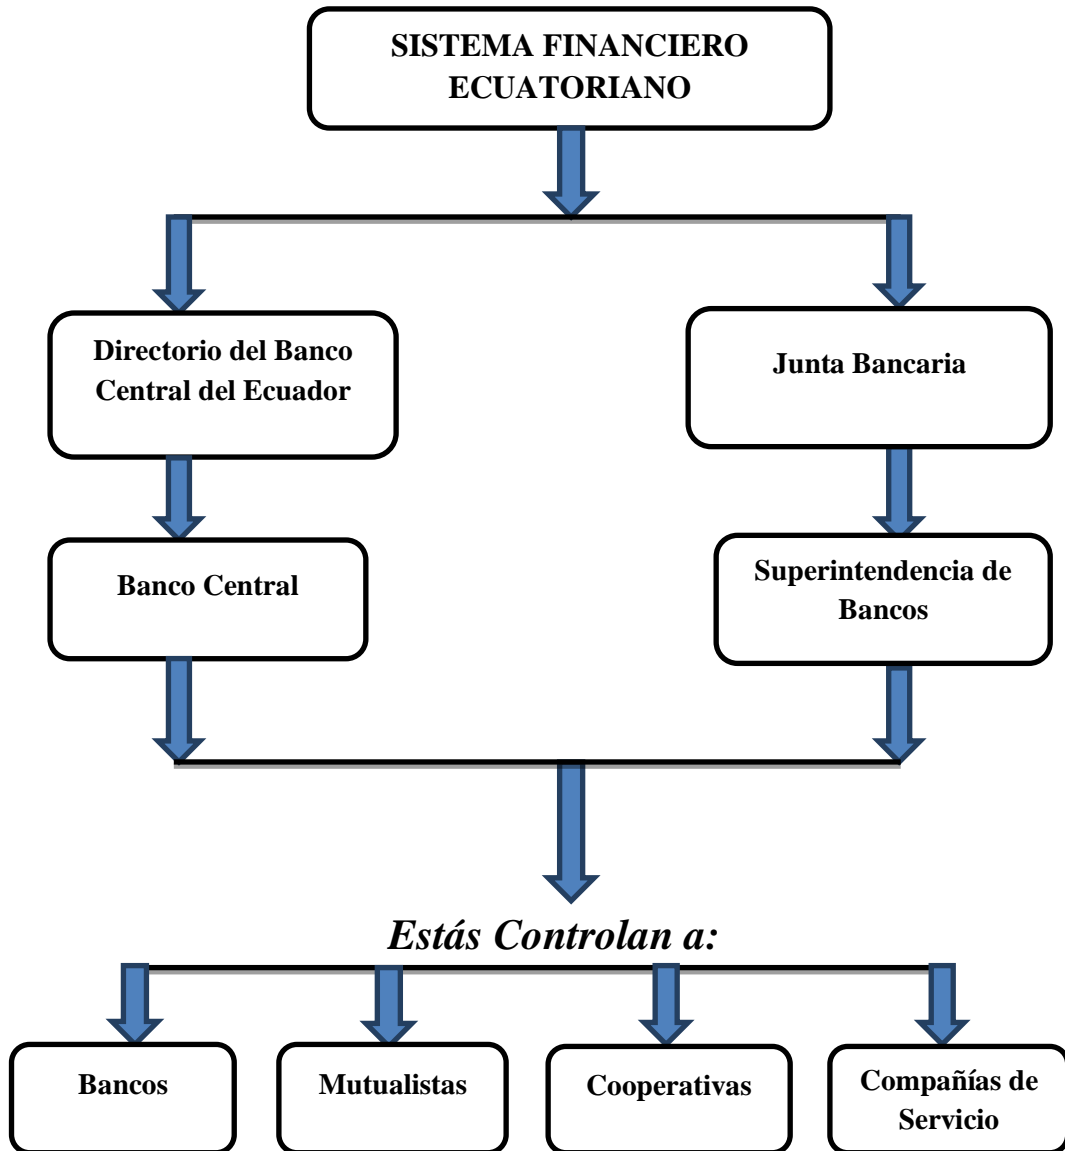 SISTEMA FINANCIERO
ECUATORIANO
Directorio del Banco
Central del Ecuador
Junta Bancaria
Banco Central
Superintendencia de
Bancos
Estás Controlan a:
Bancos
Mutualistas
Cooperativas
Compañías de
Servicio